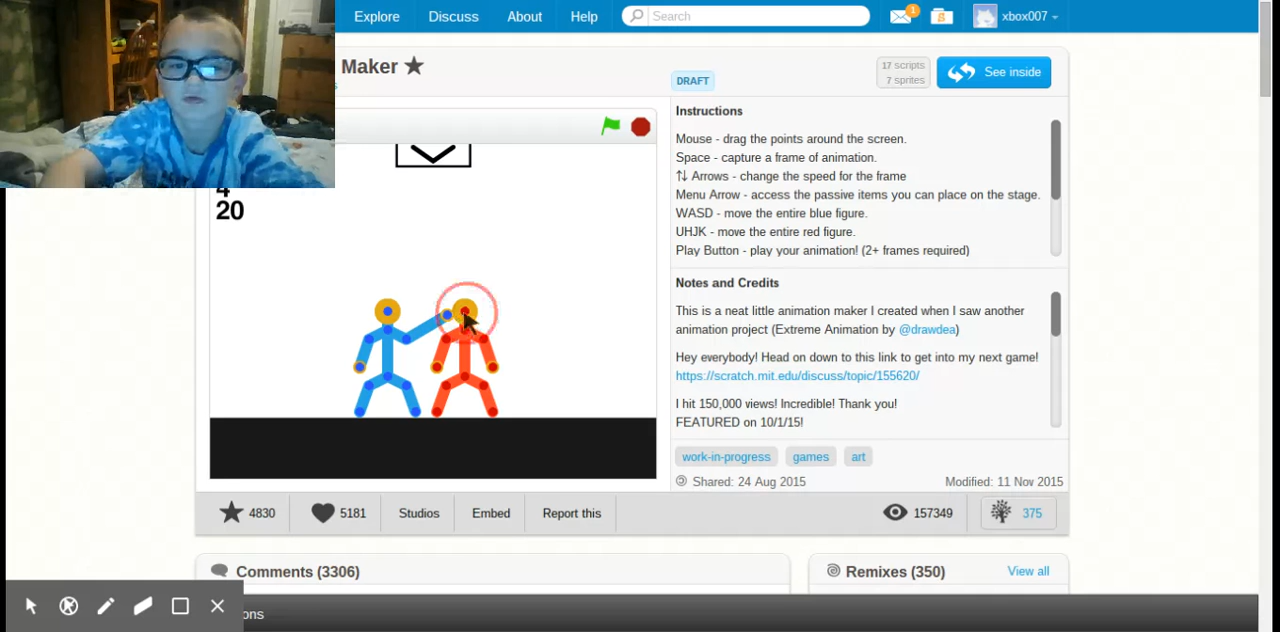 Explore Discuss About Help Search 1 xbox007
Maker ★
DRAFT
17 scripts
7 sprites
See inside
Instructions
Mouse - drag the points around the screen.
Space - capture a frame of animation.
⇅ Arrows - change the speed for the frame
Menu Arrow - access the passive items you can place on the stage.
WASD - move the entire blue figure.
UHJK - move the entire red figure.
Play Button - play your animation! (2+ frames required)
4
20
Notes and Credits
This is a neat little animation maker I created when I saw another
animation project (Extreme Animation by @drawdea)
Hey everybody! Head on down to this link to get into my next game!
https://scratch.mit.edu/discuss/topic/155620/
I hit 150,000 views! Incredible! Thank you!
FEATURED on 10/1/15!
work-in-progress games art
Shared: 24 Aug 2015 Modified: 11 Nov 2015
4830 5181 Studios Embed Report this 157349 375
Comments (3306)
Remixes (350) View all
ons